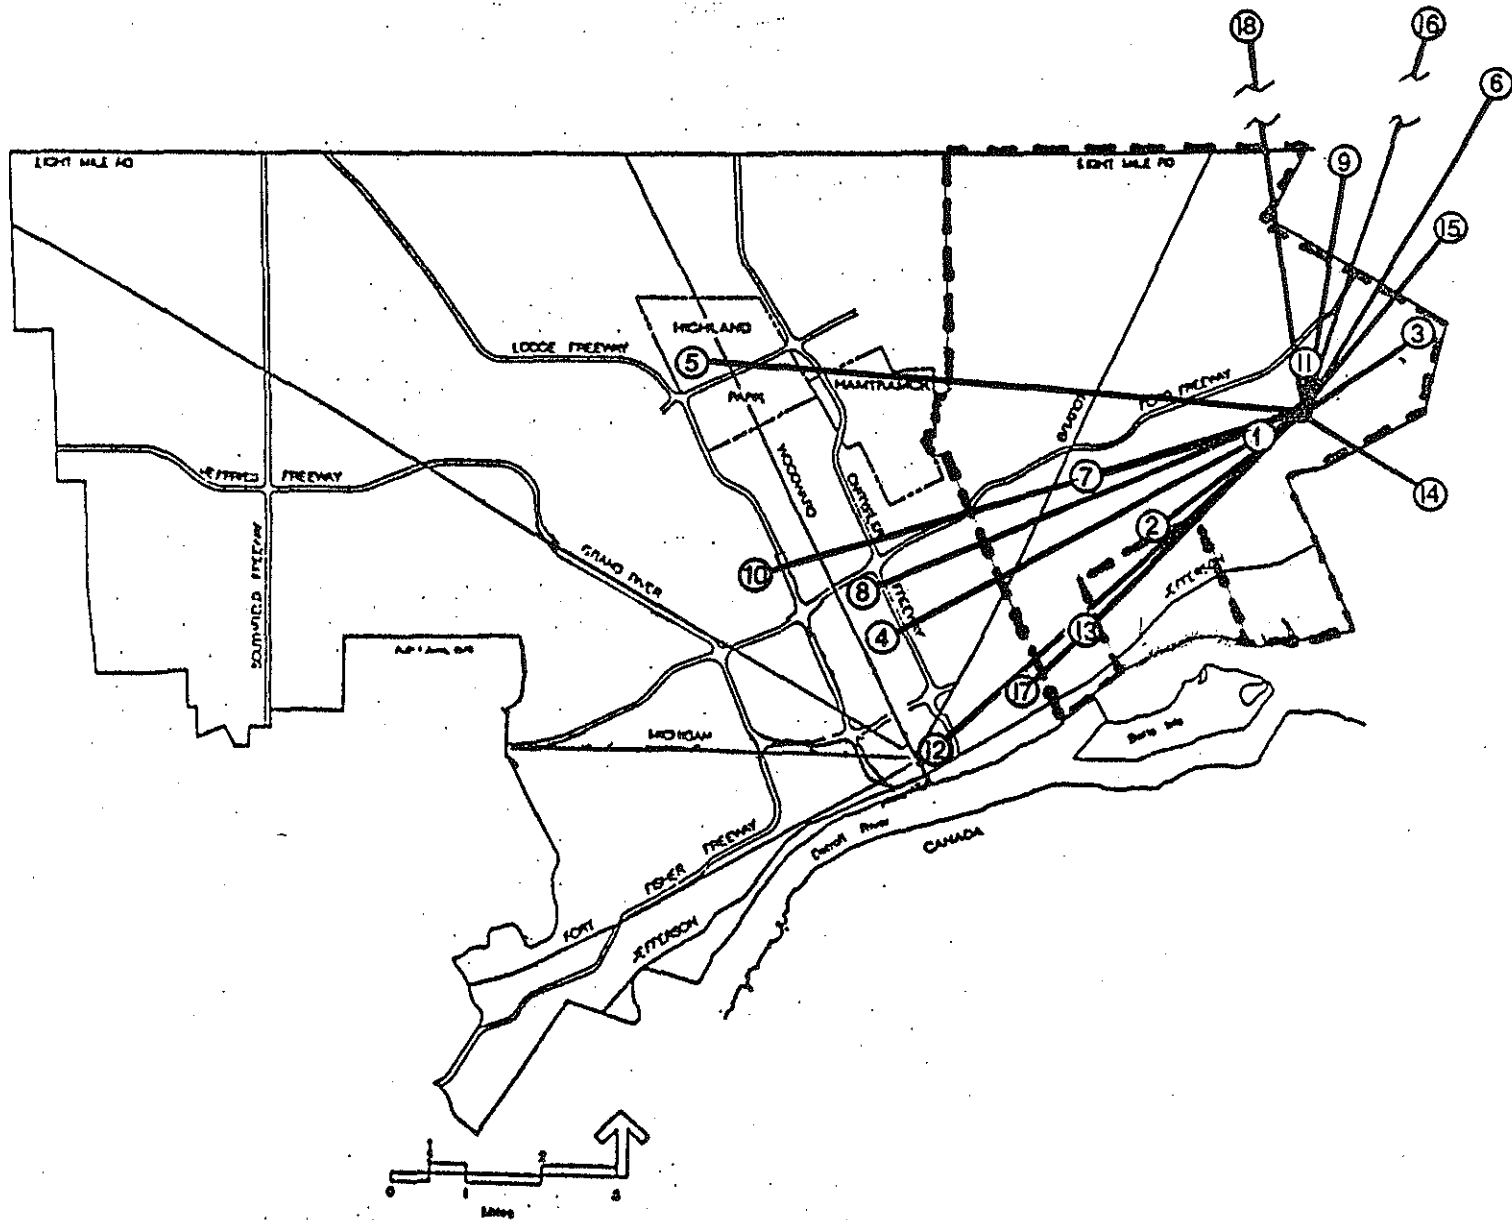 18
16
6
EIGHT MILE RD
EIGHT MILE RD
9
15
HIGHLAND
3
LODGE FREEWAY
5
11
HAMTRAMCK
FORD FREEWAY
PARK
1
WOODWARD
JEFFRIES FREEWAY
7
14
CHRYSLER
2
SOUTHFIELD FREEWAY
GRAND RIVER
10
8
JEFFERSON
FREEWAY
4
13
17
MICHIGAN
12
Belle Isle
FISHER FREEWAY
Detroit River
CANADA
FORT
JEFFERSON
0
1
3
Miles